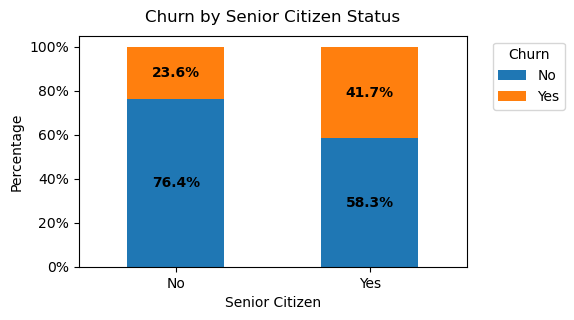 Churn by Senior Citizen Status
Churn
No
Yes
Percentage
100%
80%
60%
40%
20%
0%
23.6%
41.7%
76.4%
58.3%
No
Yes
Senior Citizen